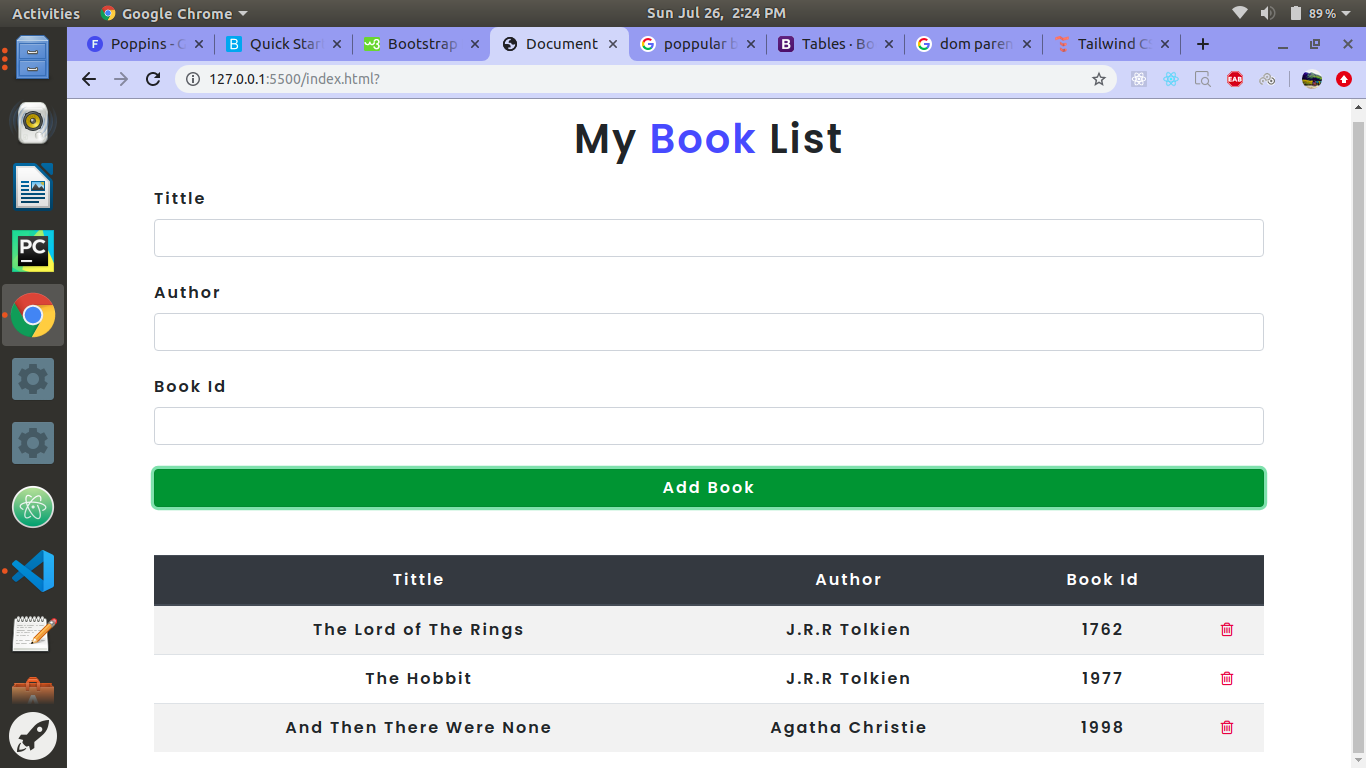 Activities Google Chrome Sun Jul 26, 2:24 PM 89 %
Poppins - G Quick Star Bootstrap Document poppular b Tables · Bo dom paren Tailwind CS
127.0.0.1:5500/index.html? EAB
My Book List
Tittle
Author
Book Id
Add Book
Tittle Author Book Id
The Lord of The Rings J.R.R Tolkien 1762
The Hobbit J.R.R Tolkien 1977
And Then There Were None Agatha Christie 1998
PC